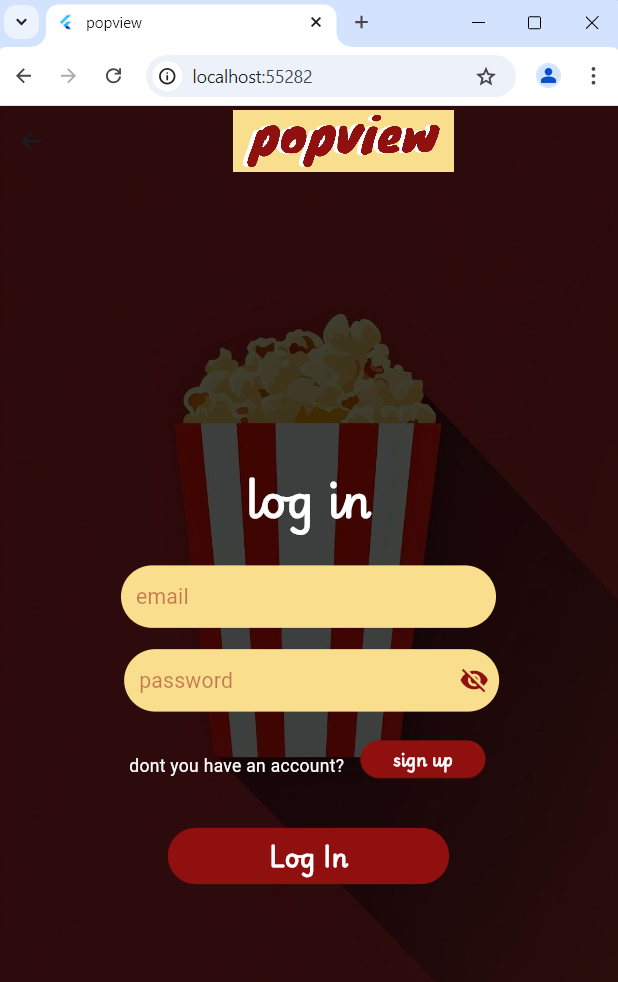 popview
localhost:55282
popview
log in
email
password
dont you have an account? sign up
Log In